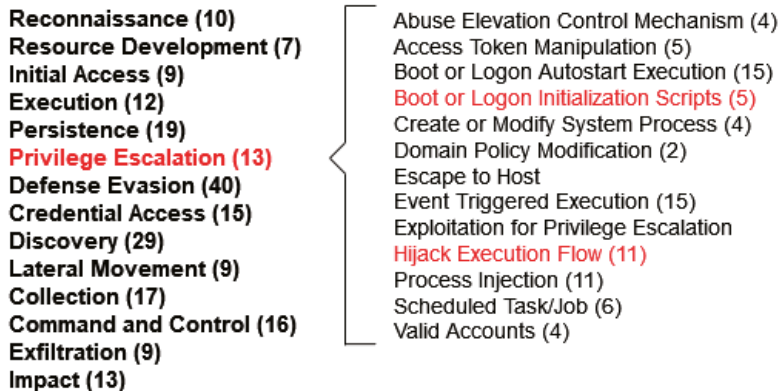 Reconnaissance (10)
Resource Development (7)
Initial Access (9)
Execution (12)
Persistence (19)
Privilege Escalation (13)
Defense Evasion (40)
Credential Access (15)
Discovery (29)
Lateral Movement (9)
Collection (17)
Command and Control (16)
Exfiltration (9)
Impact (13)
Abuse Elevation Control Mechanism (4)
Access Token Manipulation (5)
Boot or Logon Autostart Execution (15)
Boot or Logon Initialization Scripts (5)
Create or Modify System Process (4)
Domain Policy Modification (2)
Escape to Host
Event Triggered Execution (15)
Exploitation for Privilege Escalation
Hijack Execution Flow (11)
Process Injection (11)
Scheduled Task/Job (6)
Valid Accounts (4)